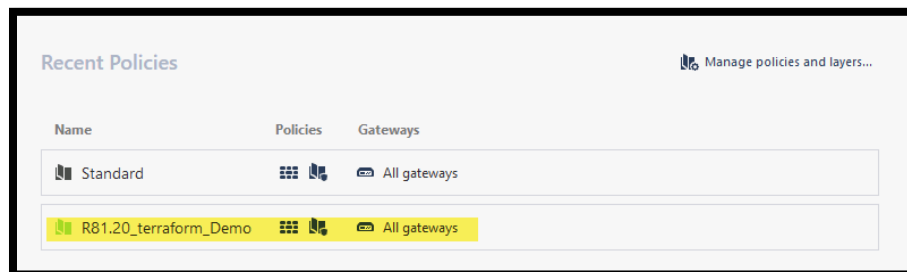 Recent Policies
Manage policies and layers...
Name Policies Gateways
Standard All gateways
R81.20_terraform_Demo All gateways